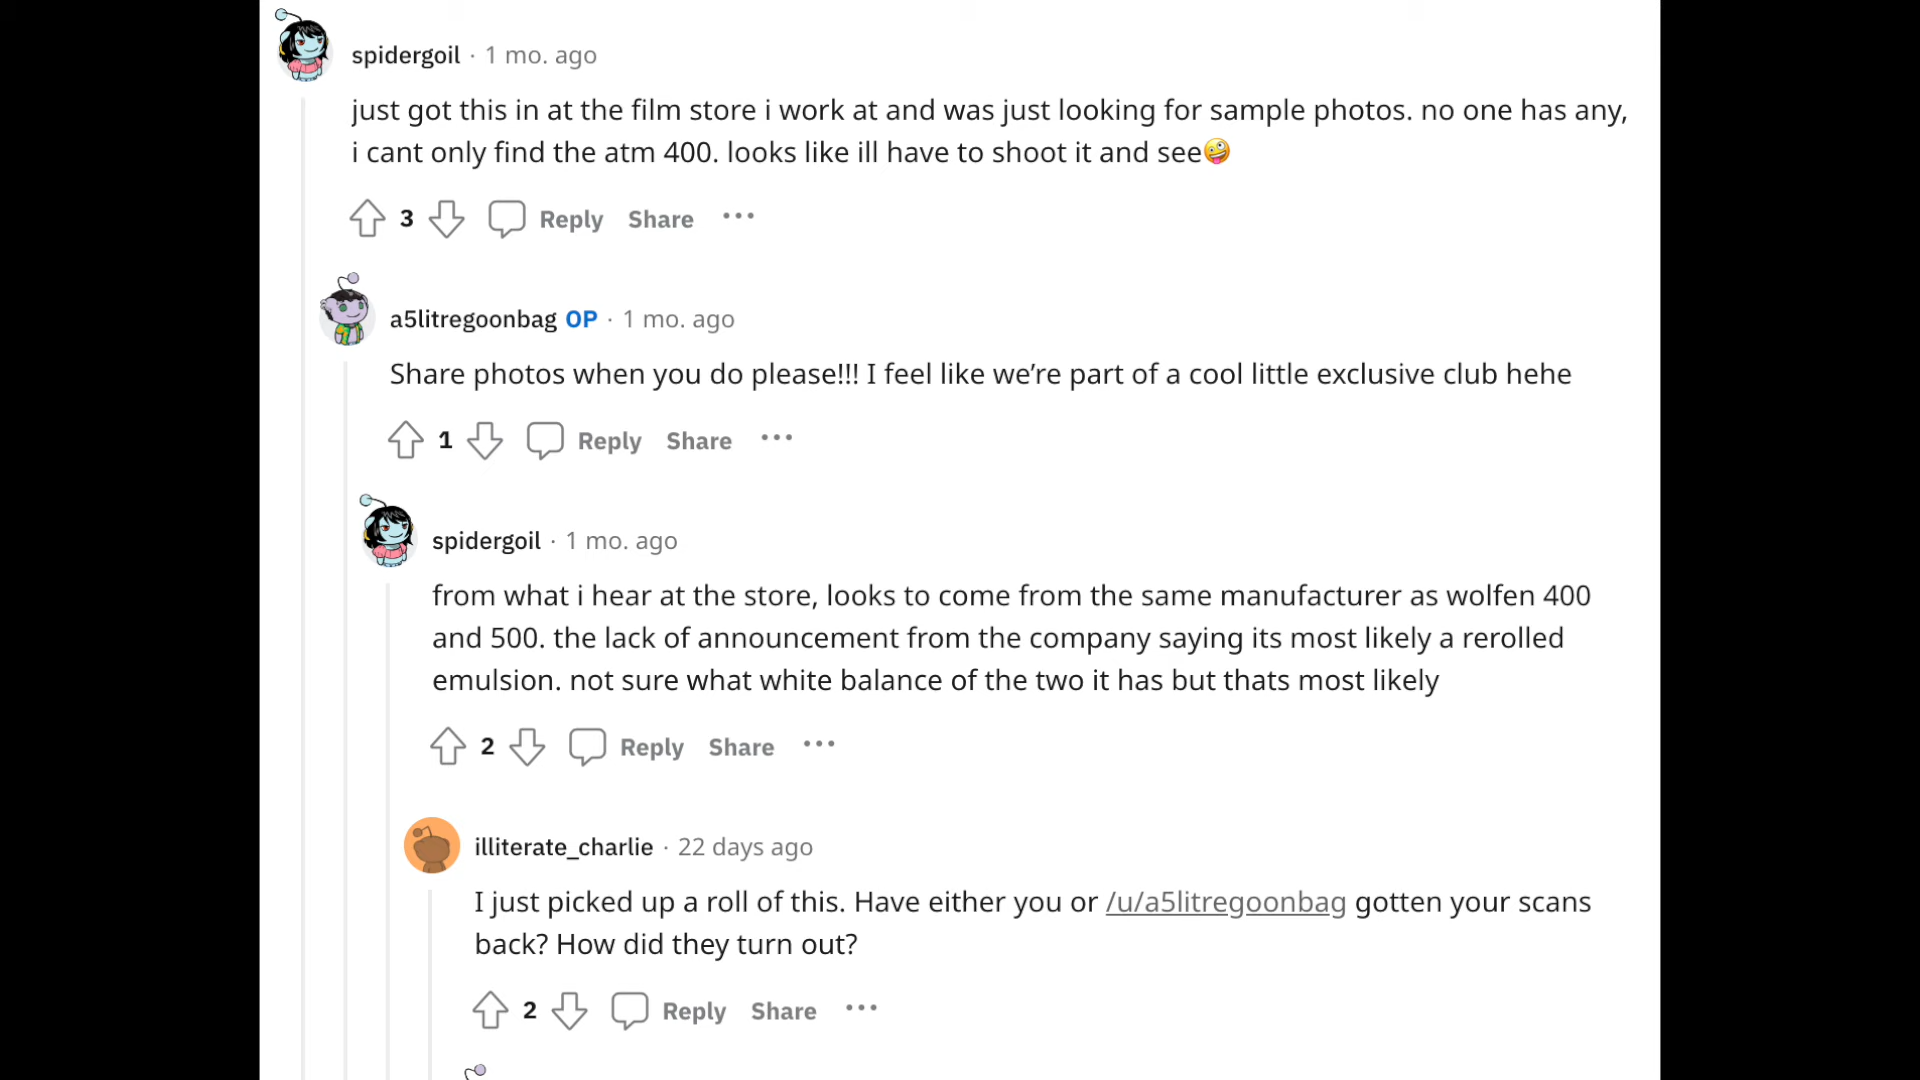 spidergoil · 1 mo. ago
just got this in at the film store i work at and was just looking for sample photos. no one has any,
i cant only find the atm 400. looks like ill have to shoot it and see🤪
3 Reply Share ···
a5litregoonbag OP · 1 mo. ago
Share photos when you do please!!! I feel like we’re part of a cool little exclusive club hehe
1 Reply Share ···
spidergoil · 1 mo. ago
from what i hear at the store, looks to come from the same manufacturer as wolfen 400
and 500. the lack of announcement from the company saying its most likely a rerolled
emulsion. not sure what white balance of the two it has but thats most likely
2 Reply Share ···
illiterate_charlie · 22 days ago
I just picked up a roll of this. Have either you or /u/a5litregoonbag gotten your scans
back? How did they turn out?
2 Reply Share ···